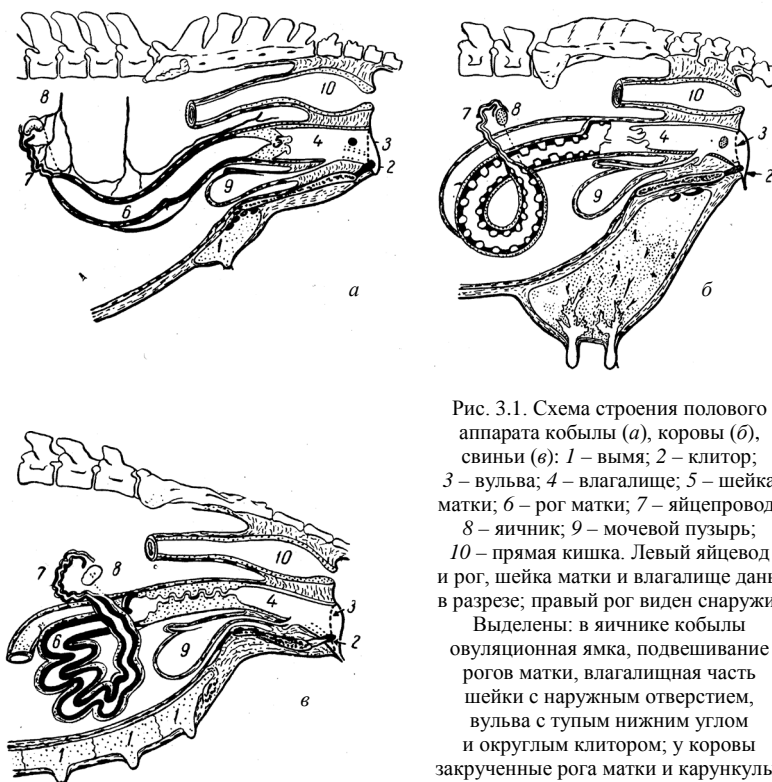 8
10
5
4
3
2
7
6
9
1
а
7
8
10
4
3
9
2
1
б
7
8
10
4
3
6
2
9
в
1
Рис. 3.1. Схема строения полового
аппарата кобылы (а), коровы (б),
свиньи (в): 1 – вымя; 2 – клитор;
3 – вульва; 4 – влагалище; 5 – шейка
матки; 6 – рог матки; 7 – яйцепровод
8 – яичник; 9 – мочевой пузырь;
10 – прямая кишка. Левый яйцевод
и рог, шейка матки и влагалище даны
в разрезе; правый рог виден снаружи
Выделены: в яичнике кобылы
овуляционная ямка, подвешивание
рогов матки, влагалищная часть
шейки с наружным отверстием,
вульва с тупым нижним углом
и округлым клитором; у коровы
закрученные рога матки и карункулы